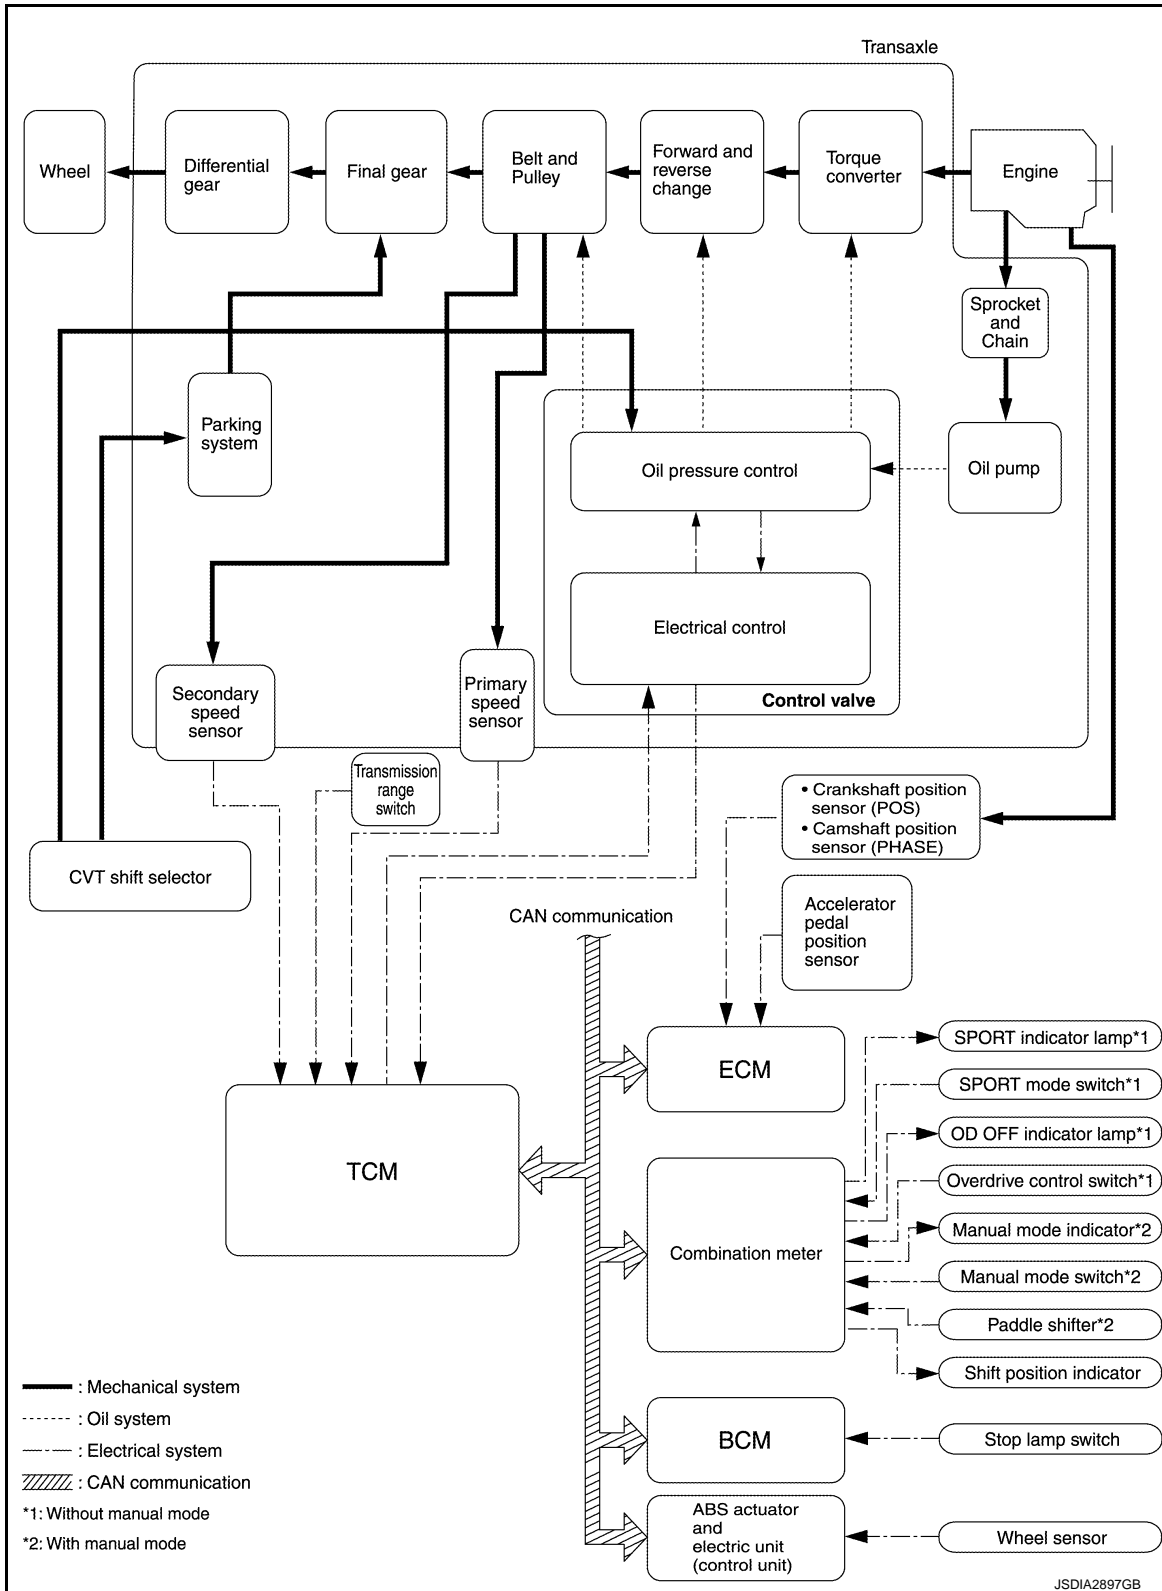 Transaxle
Wheel
Differential
gear
Final gear
Belt and
Pulley
Forward and
reverse
change
Torque
converter
Engine
Sprocket
and
Chain
Parking
system
Oil pressure control
Oil pump
Electrical control
Control valve
Secondary
speed
sensor
Primary
speed
sensor
Transmission
range
switch
• Crankshaft position
sensor (POS)
• Camshaft position
sensor (PHASE)
CVT shift selector
Accelerator
pedal
position
sensor
CAN communication
ECM
TCM
Combination meter
SPORT indicator lamp*1
SPORT mode switch*1
OD OFF indicator lamp*1
Overdrive control switch*1
Manual mode indicator*2
Manual mode switch*2
Paddle shifter*2
Shift position indicator
BCM
Stop lamp switch
ABS actuator
and
electric unit
(control unit)
Wheel sensor
: Mechanical system
: Oil system
: Electrical system
: CAN communication
*1: Without manual mode
*2: With manual mode
JSDIA2897GB